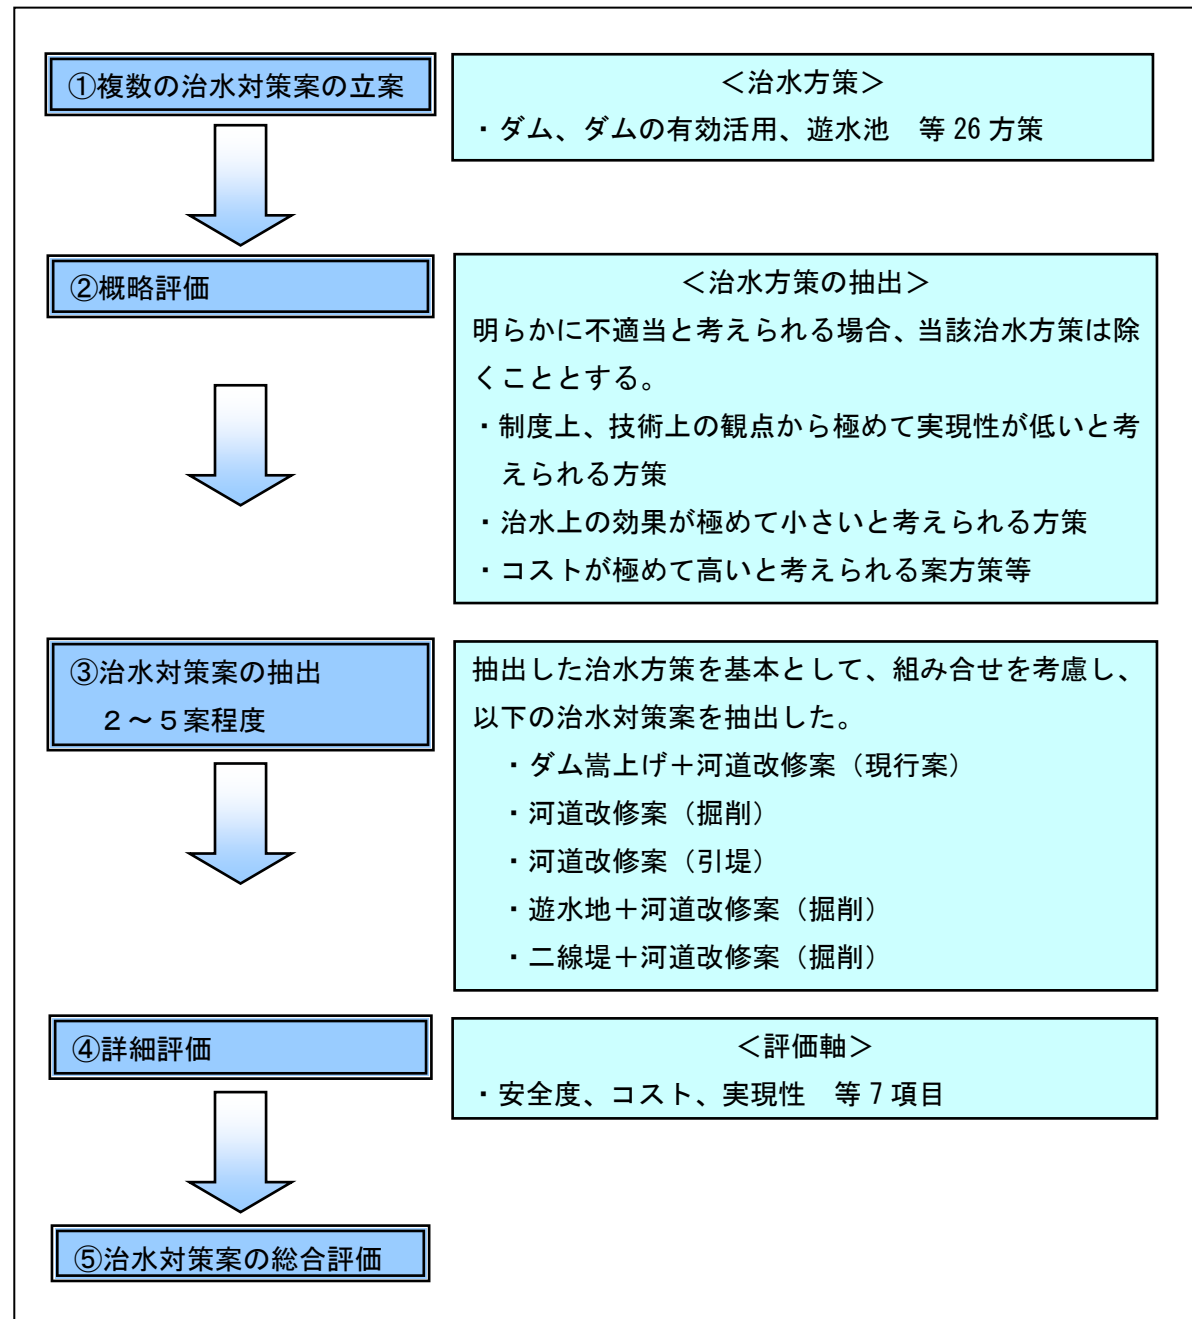 ①複数の治水対策案の立案
<治水方策>
・ダム、ダムの有効活用、遊水池　等 26 方策
②概略評価
<治水方策の抽出>
明らかに不適当と考えられる場合、当該治水方策は除
くこととする。
・制度上、技術上の観点から極めて実現性が低いと考
えられる方策
・治水上の効果が極めて小さいと考えられる方策
・コストが極めて高いと考えられる案方策等
③治水対策案の抽出
２～５案程度
抽出した治水方策を基本として、組み合せを考慮し、
以下の治水対策案を抽出した。
・ダム嵩上げ＋河道改修案（現行案）
・河道改修案（掘削）
・河道改修案（引堤）
・遊水地＋河道改修案（掘削）
・二線堤＋河道改修案（掘削）
④詳細評価
<評価軸>
・安全度、コスト、実現性　等 7 項目
⑤治水対策案の総合評価